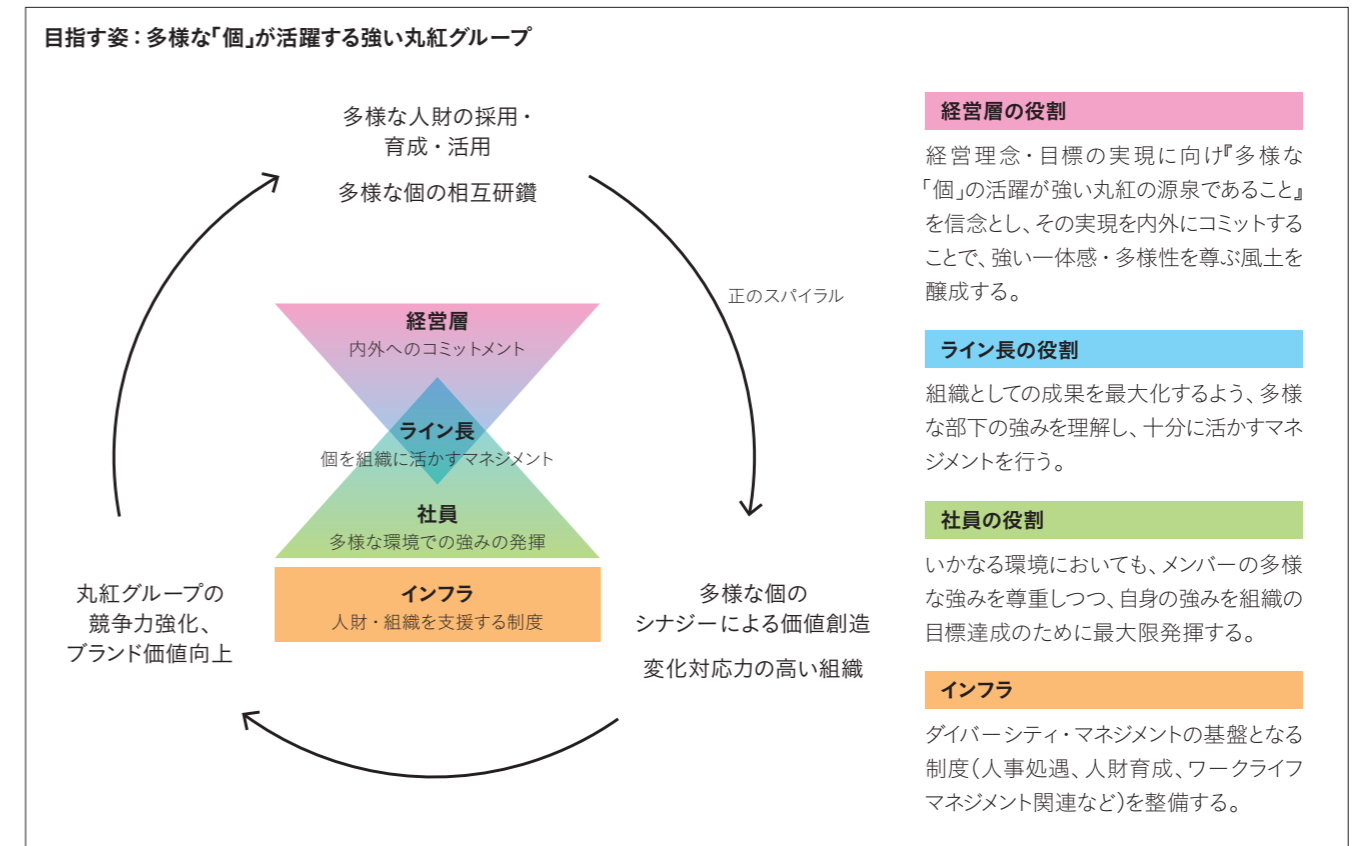 目指す姿：多様な「個」が活躍する強い丸紅グループ
多様な人財の採用・
育成・活用
多様な個の相互研鑽
正のスパイラル
経営層
内外へのコミットメント
ライン長
個を組織に活かすマネジメント
社員
多様な環境での強みの発揮
インフラ
人財・組織を支援する制度
多様な個の
シナジーによる価値創造
変化対応力の高い組織
丸紅グループの
競争力強化、
ブランド価値向上
経営層の役割
経営理念・目標の実現に向け『多様な
「個」の活躍が強い丸紅の源泉であること』
を信念とし、その実現を内外にコミットする
ことで、強い一体感・多様性を尊ぶ風土を
醸成する。
ライン長の役割
組織としての成果を最大化するよう、多様
な部下の強みを理解し、十分に活かすマネ
ジメントを行う。
社員の役割
いかなる環境においても、メンバーの多様
な強みを尊重しつつ、自身の強みを組織の
目標達成のために最大限発揮する。
インフラ
ダイバーシティ・マネジメントの基盤となる
制度（人事処遇、人財育成、ワークライフ
マネジメント関連など）を整備する。